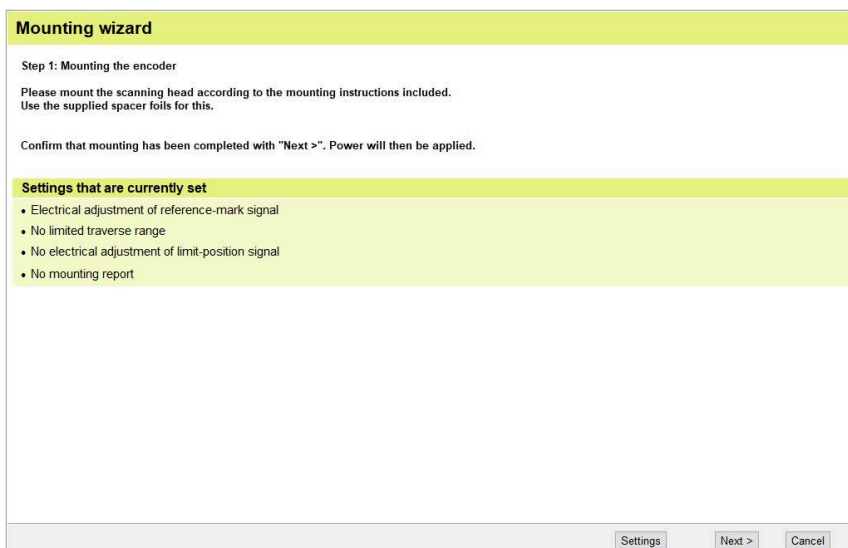 Mounting wizard
Step 1: Mounting the encoder
Please mount the scanning head according to the mounting instructions included.
Use the supplied spacer foils for this.
Confirm that mounting has been completed with "Next >". Power will then be applied.
Settings that are currently set
• Electrical adjustment of reference-mark signal
• No limited traverse range
• No electrical adjustment of limit-position signal
• No mounting report
Settings Next > Cancel